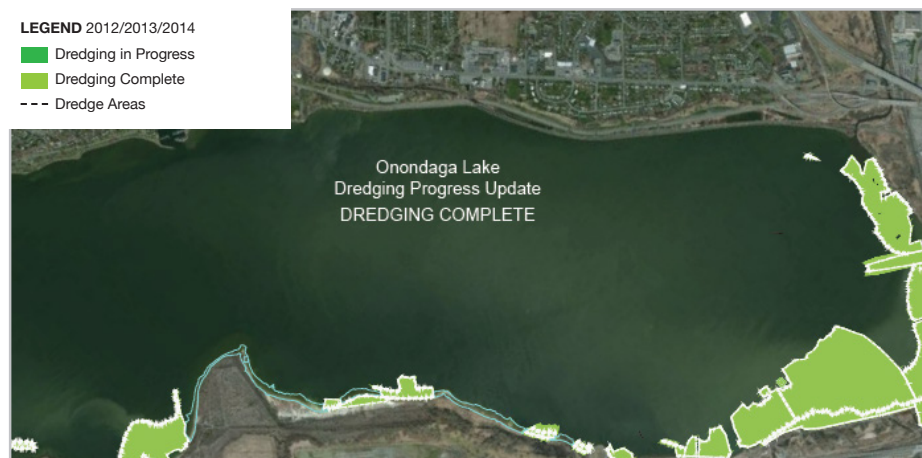 LEGEND 2012/2013/2014
Dredging in Progress
Dredging Complete
Dredge Areas
Onondaga Lake
Dredging Progress Update
DREDGING COMPLETE